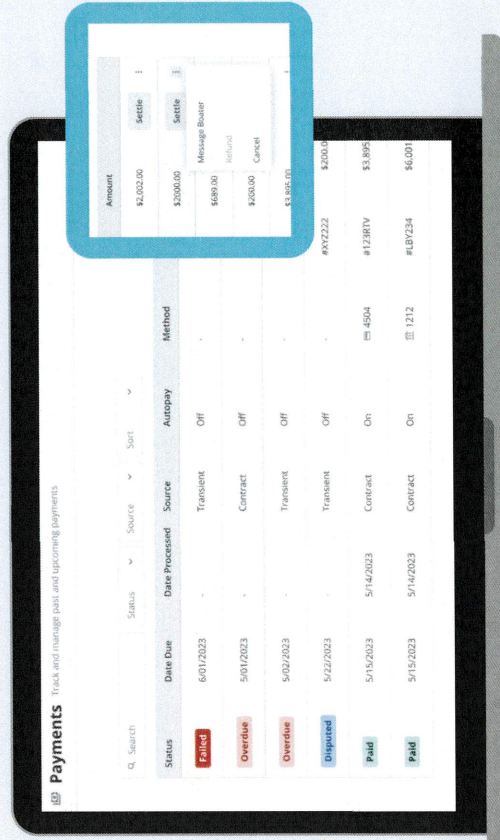 Payments Track and manage past and upcoming payments
Search Status Source Sort
Status Date Due Date Processed Source Autopay Method
Failed 6/01/2023 - Transient Off -
Overdue 5/01/2023 - Contract Off -
Overdue 5/02/2023 - Transient Off -
Disputed 5/22/2023 - Transient Off - #XYZ222 $200.0
Paid 5/15/2023 5/14/2023 Contract On 4504 #123RTV $3,895
Paid 5/15/2023 5/14/2023 Contract On 1212 #LBY234 $6,001
Amount
$2,002.00 Settle
$2000.00 Settle
$689.00 Message Boater
Refund
$200.00 Cancel
$3,895.00